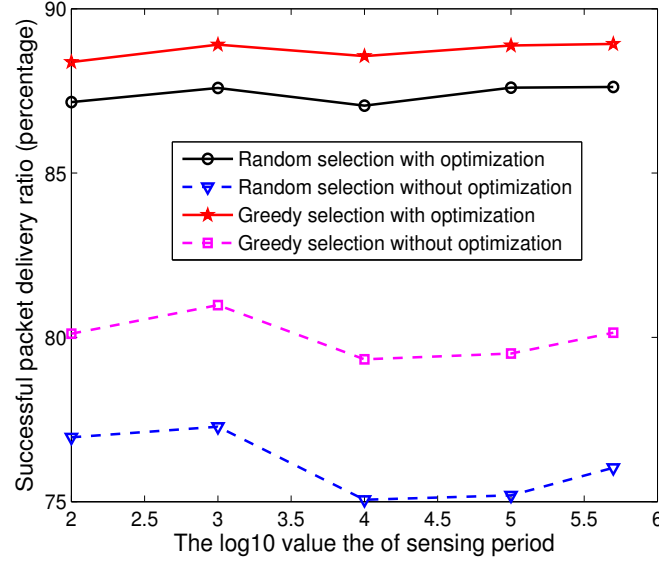 90
85
80
75
Successful packet delivery ratio (percentage)
Random selection with optimization
Random selection without optimization
Greedy selection with optimization
Greedy selection without optimization
2 2.5 3 3.5 4 4.5 5 5.5 6
The log10 value the of sensing period